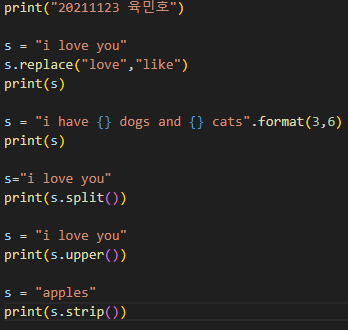 print("20211123 육민호")
s = "i love you"
s.replace("love","like")
print(s)
s = "i have {} dogs and {} cats".format(3,6)
print(s)
s="i love you"
print(s.split())
s = "i love you"
print(s.upper())
s = "apples"
print(s.strip())